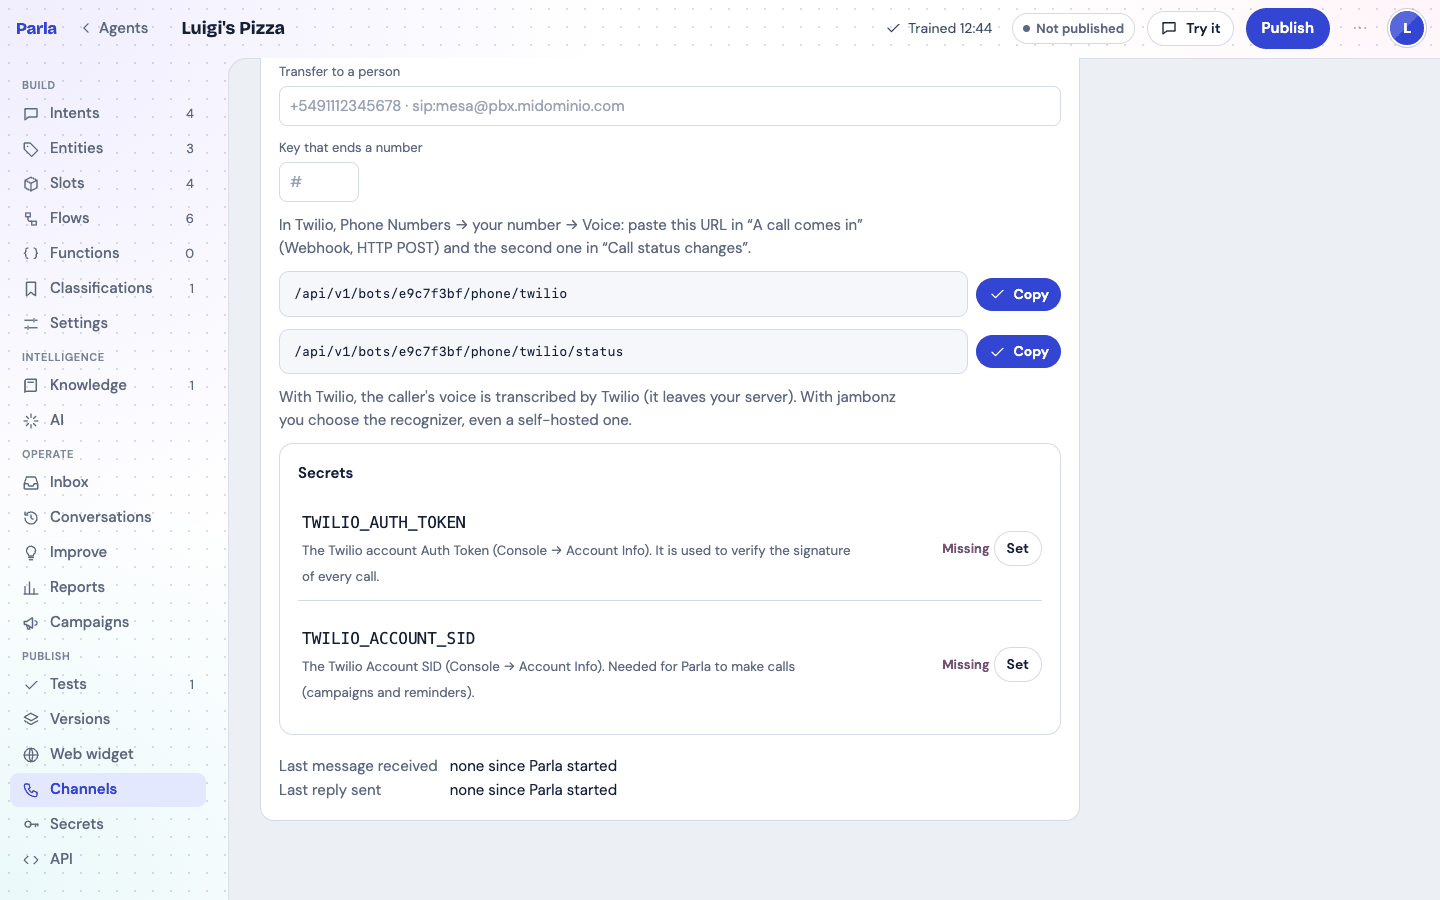 Parla
Agents
Luigi's Pizza
Trained 12:44
Not published
Try it
Publish
L
BUILD
Intents 4
Entities 3
Slots 4
Flows 6
Functions 0
Classifications 1
Settings
INTELLIGENCE
Knowledge 1
AI
OPERATE
Inbox
Conversations
Improve
Reports
Campaigns
PUBLISH
Tests 1
Versions
Web widget
Channels
Secrets
API
Transfer to a person
+5491112345678 · sip:mesa@pbx.midominio.com
Key that ends a number
#
In Twilio, Phone Numbers → your number → Voice: paste this URL in “A call comes in”
(Webhook, HTTP POST) and the second one in “Call status changes”.
/api/v1/bots/e9c7f3bf/phone/twilio
Copy
/api/v1/bots/e9c7f3bf/phone/twilio/status
Copy
With Twilio, the caller's voice is transcribed by Twilio (it leaves your server). With jambonz
you choose the recognizer, even a self-hosted one.
Secrets
TWILIO_AUTH_TOKEN
The Twilio account Auth Token (Console → Account Info). It is used to verify the signature
of every call.
Missing
Set
TWILIO_ACCOUNT_SID
The Twilio Account SID (Console → Account Info). Needed for Parla to make calls
(campaigns and reminders).
Missing
Set
Last message received none since Parla started
Last reply sent none since Parla started